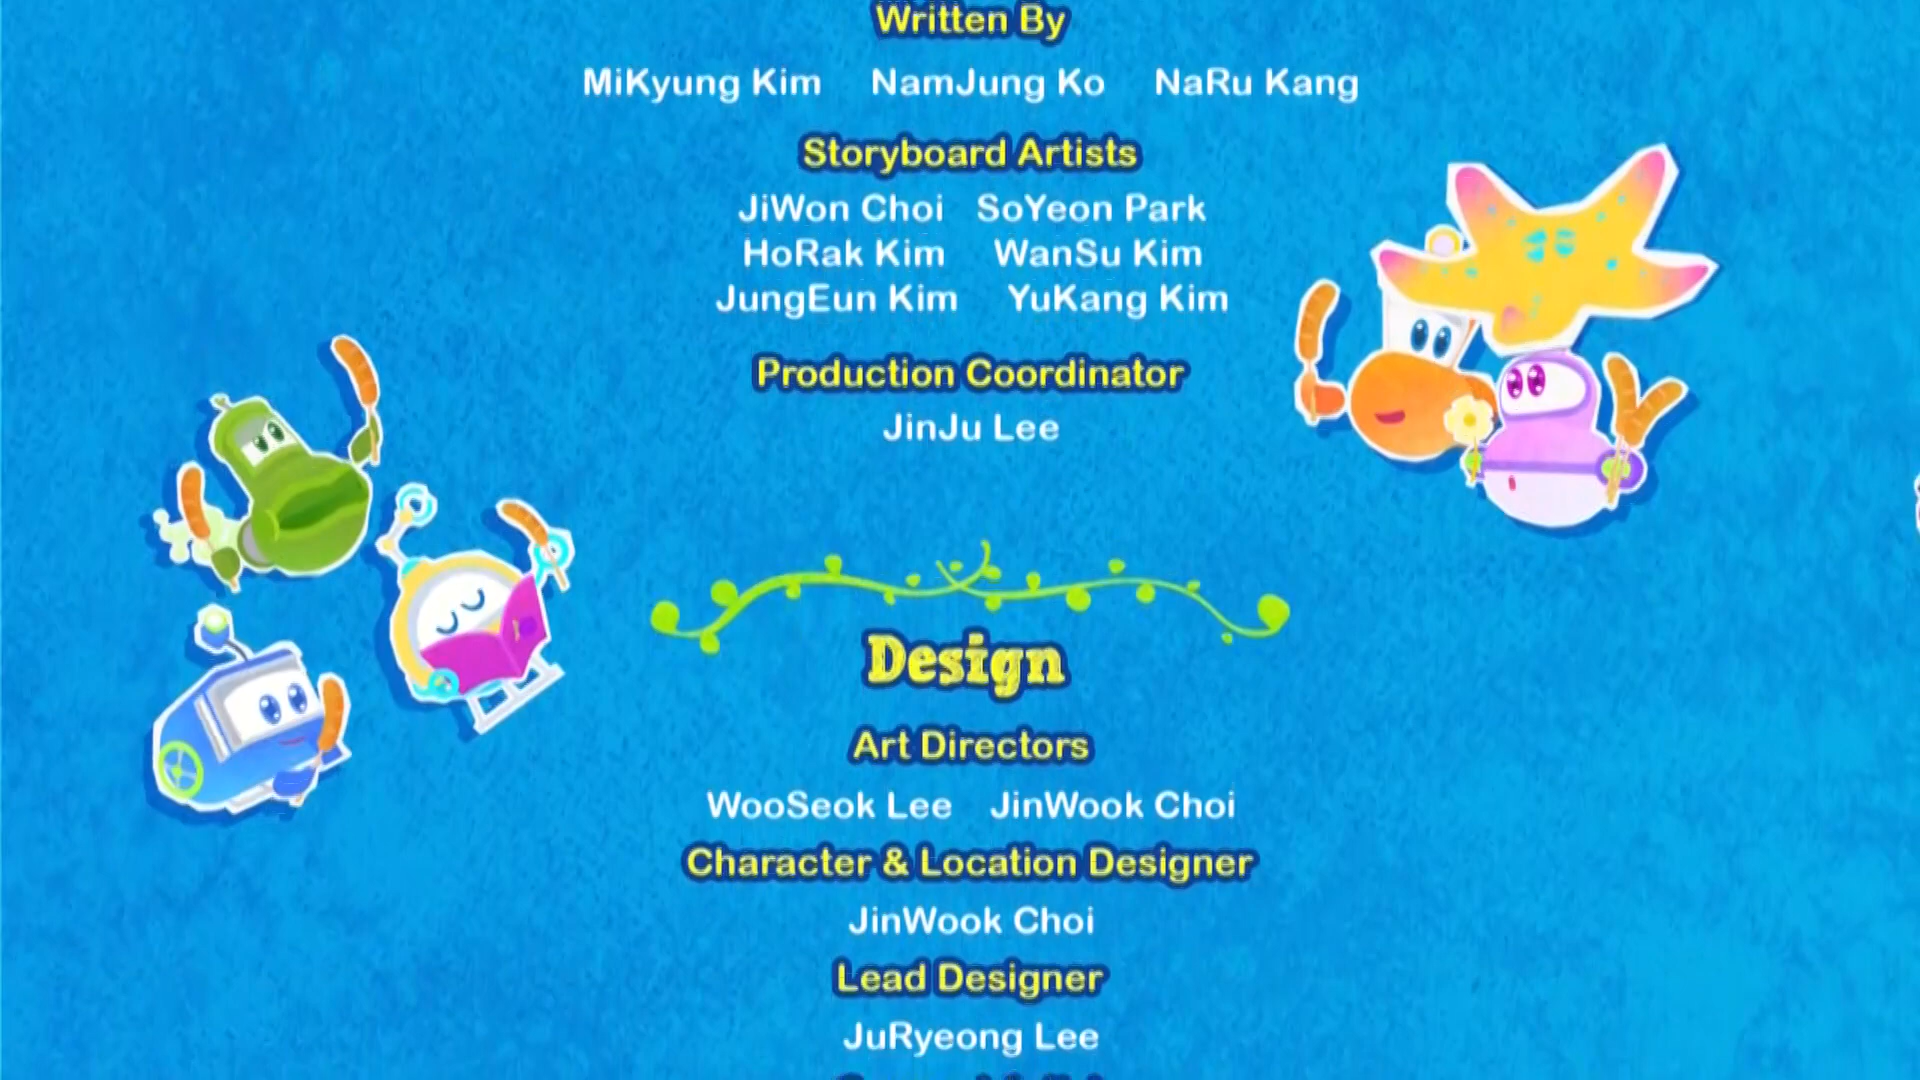 Written By
MiKyung Kim NamJung Ko NaRu Kang
Storyboard Artists
JiWon Choi SoYeon Park
HoRak Kim WanSu Kim
JungEun Kim YuKang Kim
Production Coordinator
JinJu Lee
Design
Art Directors
WooSeok Lee JinWook Choi
Character & Location Designer
JinWook Choi
Lead Designer
JuRyeong Lee